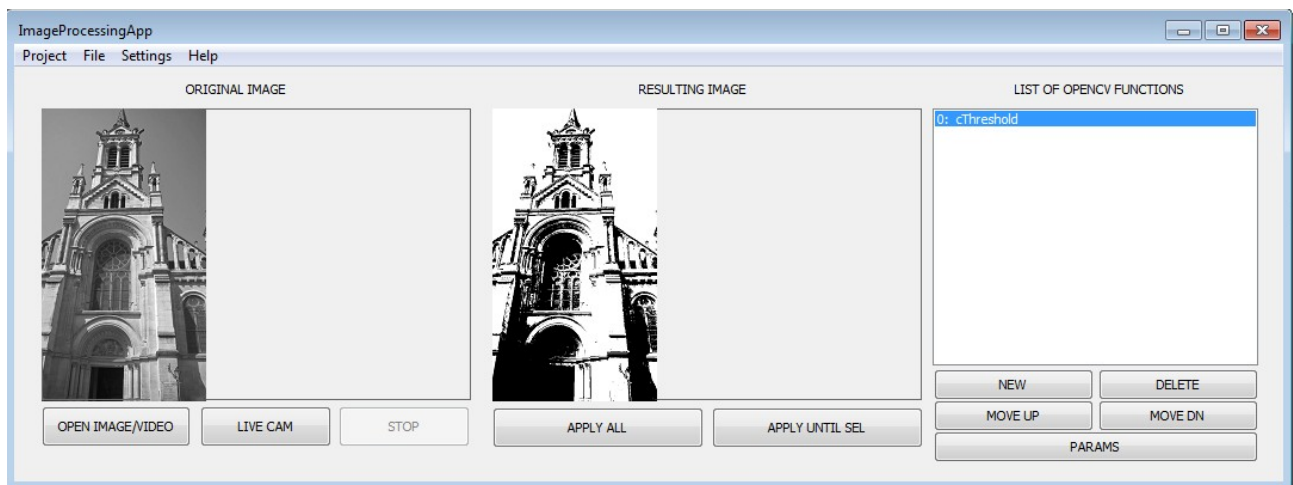 ImageProcessingApp
Project File Settings Help
ORIGINAL IMAGE
RESULTING IMAGE
LIST OF OPENCV FUNCTIONS
0: cThreshold
NEW
DELETE
MOVE UP
MOVE DN
PARAMS
OPEN IMAGE/VIDEO
LIVE CAM
STOP
APPLY ALL
APPLY UNTIL SEL